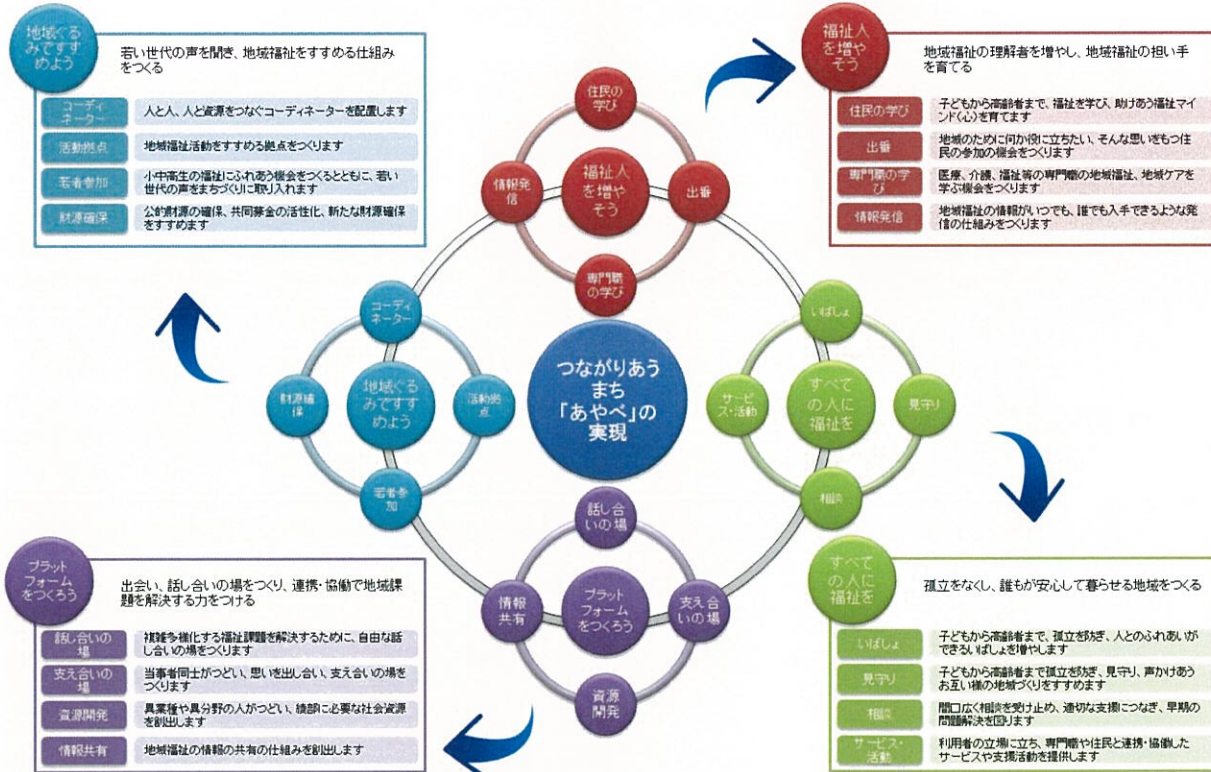 地域ぐる
みですす
めよう
若い世代の声を聞き、地域福祉をすすめる仕組み
をつくる
コーディ
ネーター
人と人、人と資源をつなぐコーディネーターを配置します
活動拠点
地域福祉活動をすすめる拠点をつくります
若者参加
小中高生の福祉にふれあう機会をつくるとともに、若い
世代の声をまちづくりに取り入れます
財源確保
公的財源の確保、共同募金の活性化、新たな財源確保
をすすめます
福祉人
を増や
そう
地域福祉の理解者を増やし、地域福祉の担い手
を育てる
住民の学び
子どもから高齢者まで、福祉を学び、助けあう福祉マイ
ンド(心)を育てます
出番
地域のために何か役に立ちたい、そんな思いをもつ住
民の参加の機会をつくります
専門職の学
び
医療、介護、福祉等の専門職の地域福祉、地域ケアを
学ぶ機会をつくります
情報発信
地域福祉の情報がいつでも、誰でも入手できるような発
信の仕組みをつくります
住民の
学び
情報発
信
福祉人
を増や
そう
出番
専門職
の学び
コーディ
ネーター
財源確
保
地域ぐる
みですす
めよう
活動拠
点
若者参
加
つながりあう
まち
「あやべ」の
実現
いばしょ
サービ
ス・活動
すべて
の人に
福祉を
見守り
相談
話し合
いの場
情報
共有
プラット
フォーム
をつくろう
支え合
いの場
資源
開発
プラット
フォーム
をつくろう
出会い、話し合いの場をつくり、連携・協働で地域課
題を解決する力をつける
話し合いの
場
複雑多様化する福祉課題を解決するために、自由な話
し合いの場をつくります
支え合いの
場
当事者同士がつどい、思いを出し合い、支え合いの場を
つくります
資源開発
異業種や異分野の人がつどい、綾部に必要な社会資源
を創出します
情報共有
地域福祉の情報の共有の仕組みを創出します
すべて
の人に
福祉を
孤立をなくし、誰もが安心して暮らせる地域をつくる
いばしょ
子どもから高齢者まで、孤立を防ぎ、人とのふれあいが
できるいばしょを増やします
見守り
子どもから高齢者まで孤立を防ぎ、見守り、声かけあう
お互い様の地域づくりをすすめます
相談
間口広く相談を受け止め、適切な支援につなぎ、早期の
問題解決を図ります
サービス・
活動
利用者の立場に立ち、専門職や住民と連携・協働した
サービスや支援活動を提供します